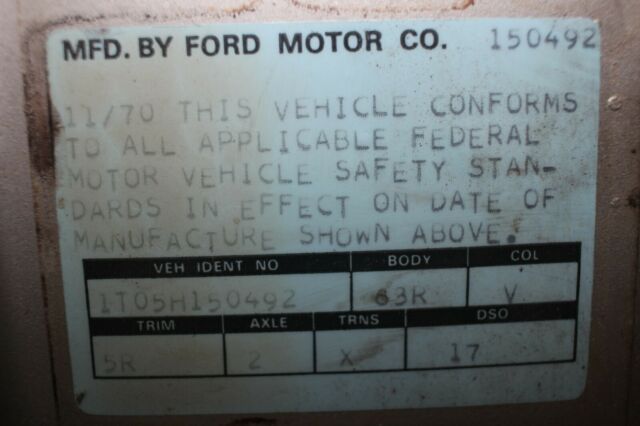 MFD. BY FORD MOTOR CO. 150492
11/70 THIS VEHICLE CONFORMS
TO ALL APPLICABLE FEDERAL
MOTOR VEHICLE SAFETY STAN-
DARDS IN EFFECT ON DATE OF
MANUFACTURE SHOWN ABOVE.
VEH IDENT NO BODY COL
1T05H150492 63R V
TRIM AXLE TRNS DSO
5R 2 X 17